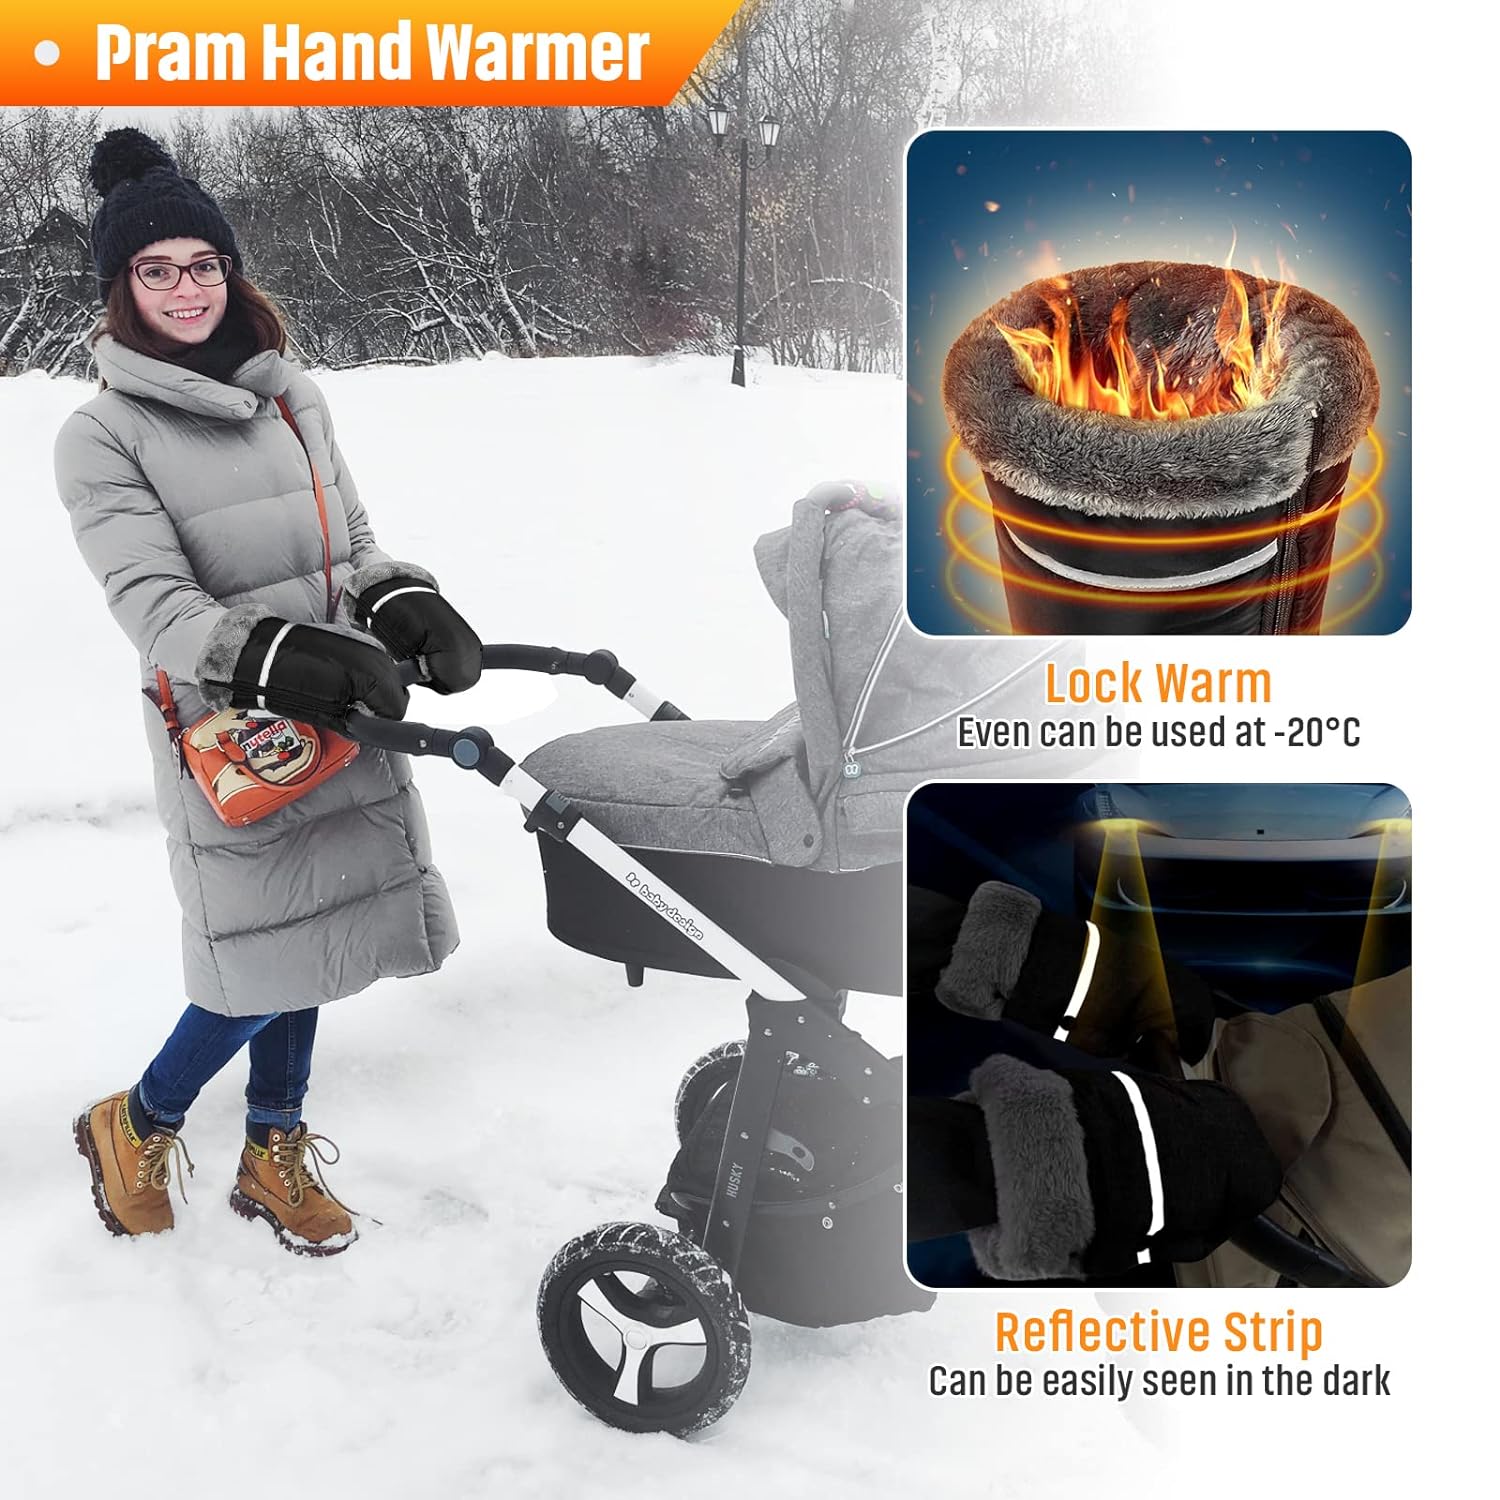 Pram Hand Warmer
Lock Warm
Even can be used at -20°C
nutella
baby design
HUSKY
CATERPILLAR
Reflective Strip
Can be easily seen in the dark